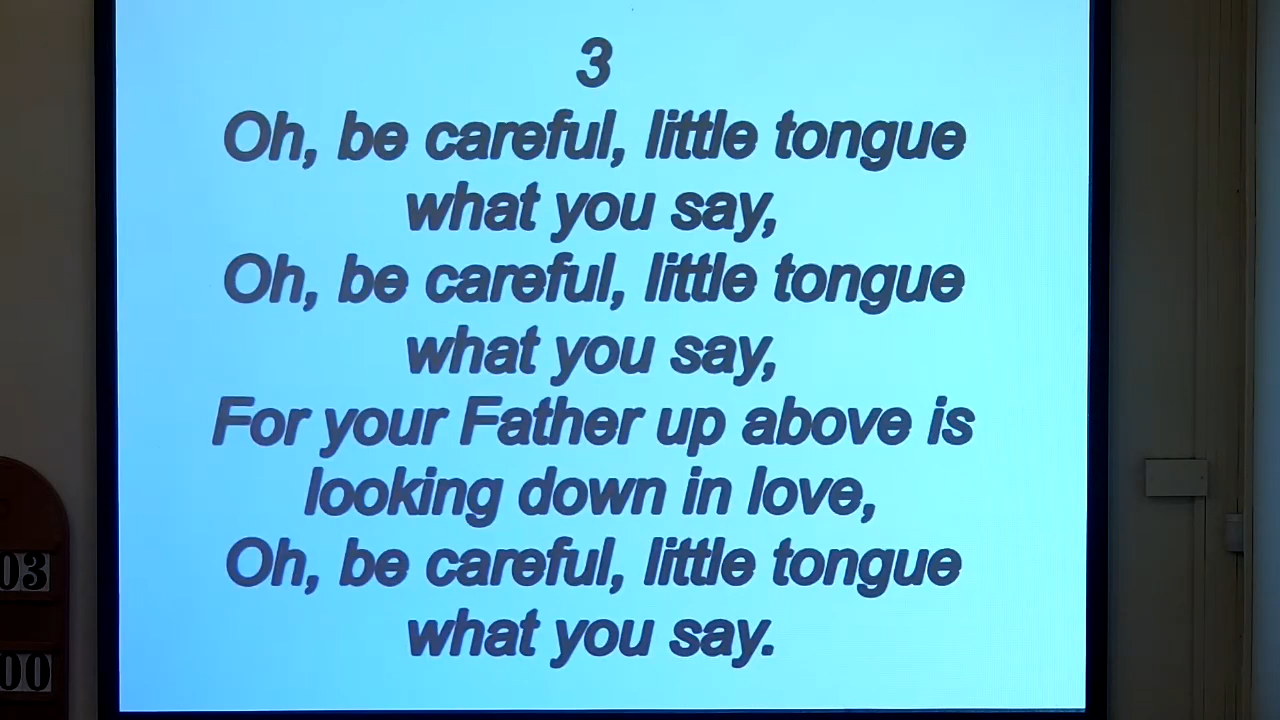 3
Oh, be careful, little tongue
what you say,
Oh, be careful, little tongue
what you say,
For your Father up above is
looking down in love,
Oh, be careful, little tongue
what you say.
03
00